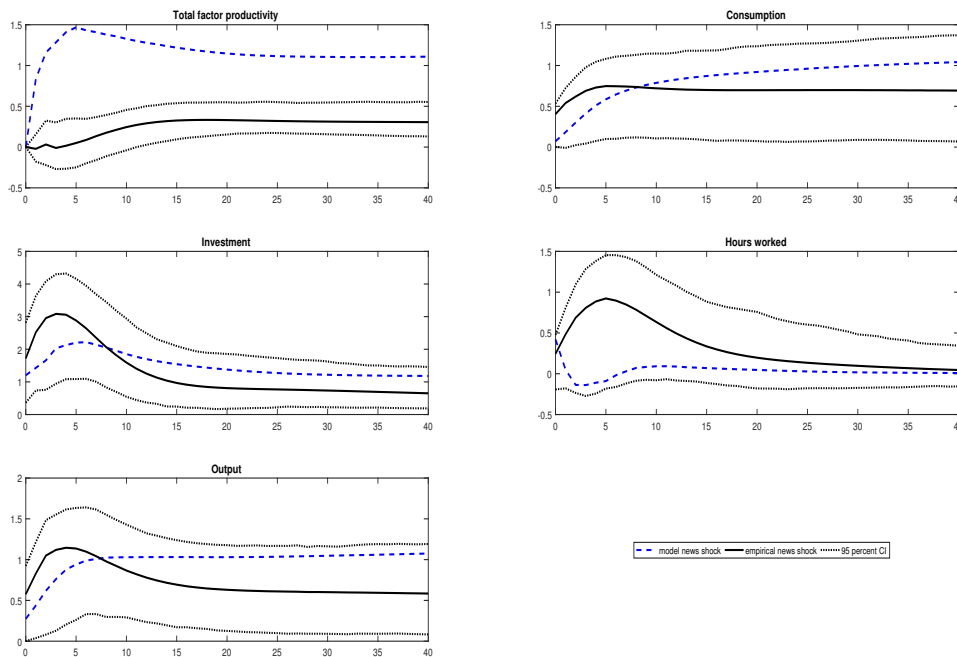 Total factor productivity
1.5
1
0.5
0
-0.5
0 5 10 15 20 25 30 35 40
Consumption
1.5
1
0.5
0
-0.5
0 5 10 15 20 25 30 35 40
Investment
5
4
3
2
1
0
0 5 10 15 20 25 30 35 40
Hours worked
1.5
1
0.5
0
-0.5
0 5 10 15 20 25 30 35 40
Output
2
1.5
1
0.5
0
0 5 10 15 20 25 30 35 40
model news shock empirical news shock 95 percent CI